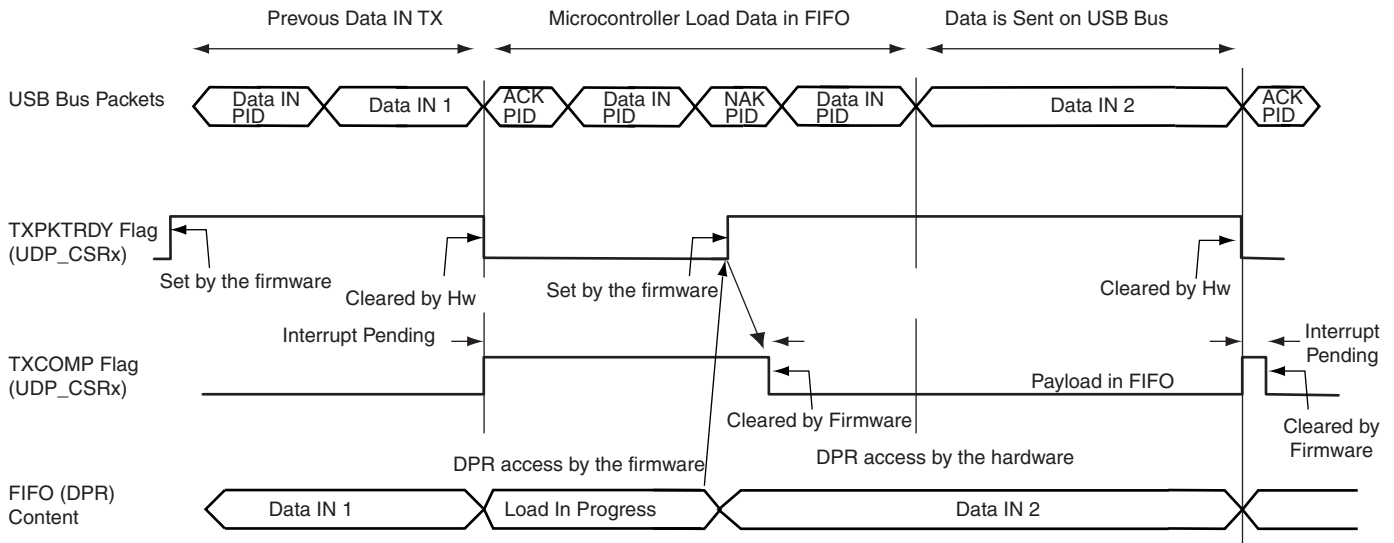 Prevous Data IN TX
Microcontroller Load Data in FIFO
Data is Sent on USB Bus
USB Bus Packets
Data IN
PID
Data IN 1
ACK
PID
Data IN
PID
NAK
PID
Data IN
PID
Data IN 2
ACK
PID
TXPKTRDY Flag
(UDP_CSRx)
Set by the firmware
Cleared by Hw
Set by the firmware
Cleared by Hw
Interrupt Pending
Interrupt
Pending
TXCOMP Flag
(UDP_CSRx)
Payload in FIFO
Cleared by Firmware
Cleared by
Firmware
DPR access by the firmware
DPR access by the hardware
FIFO (DPR)
Content
Data IN 1
Load In Progress
Data IN 2